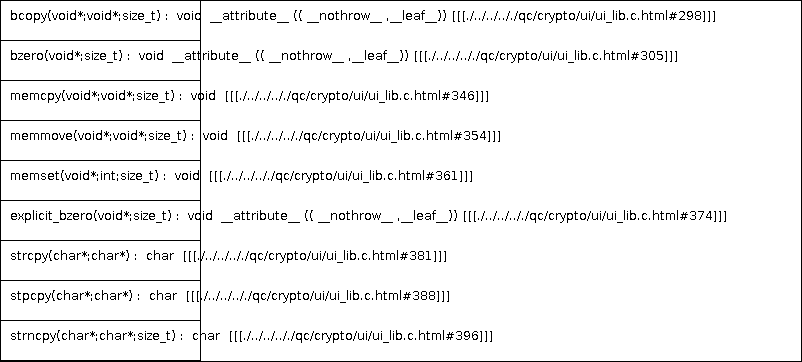 bcopy(void*;void*;size_t) :  void  __attribute__ (( __nothrow__ ,__leaf__)) [[[./../../../../qc/crypto/ui/ui_lib.c.html#298]]]
bzero(void*;size_t) :  void  __attribute__ (( __nothrow__ ,__leaf__)) [[[./../../../../qc/crypto/ui/ui_lib.c.html#305]]]
memcpy(void*;void*;size_t) :  void  [[[./../../../../qc/crypto/ui/ui_lib.c.html#346]]]
memmove(void*;void*;size_t) :  void  [[[./../../../../qc/crypto/ui/ui_lib.c.html#354]]]
memset(void*;int;size_t) :  void  [[[./../../../../qc/crypto/ui/ui_lib.c.html#361]]]
explicit_bzero(void*;size_t) :  void  __attribute__ (( __nothrow__ ,__leaf__)) [[[./../../../../qc/crypto/ui/ui_lib.c.html#374]]]
strcpy(char*;char*) :  char  [[[./../../../../qc/crypto/ui/ui_lib.c.html#381]]]
stpcpy(char*;char*) :  char  [[[./../../../../qc/crypto/ui/ui_lib.c.html#388]]]
strncpy(char*;char*;size_t) :  char  [[[./../../../../qc/crypto/ui/ui_lib.c.html#396]]]